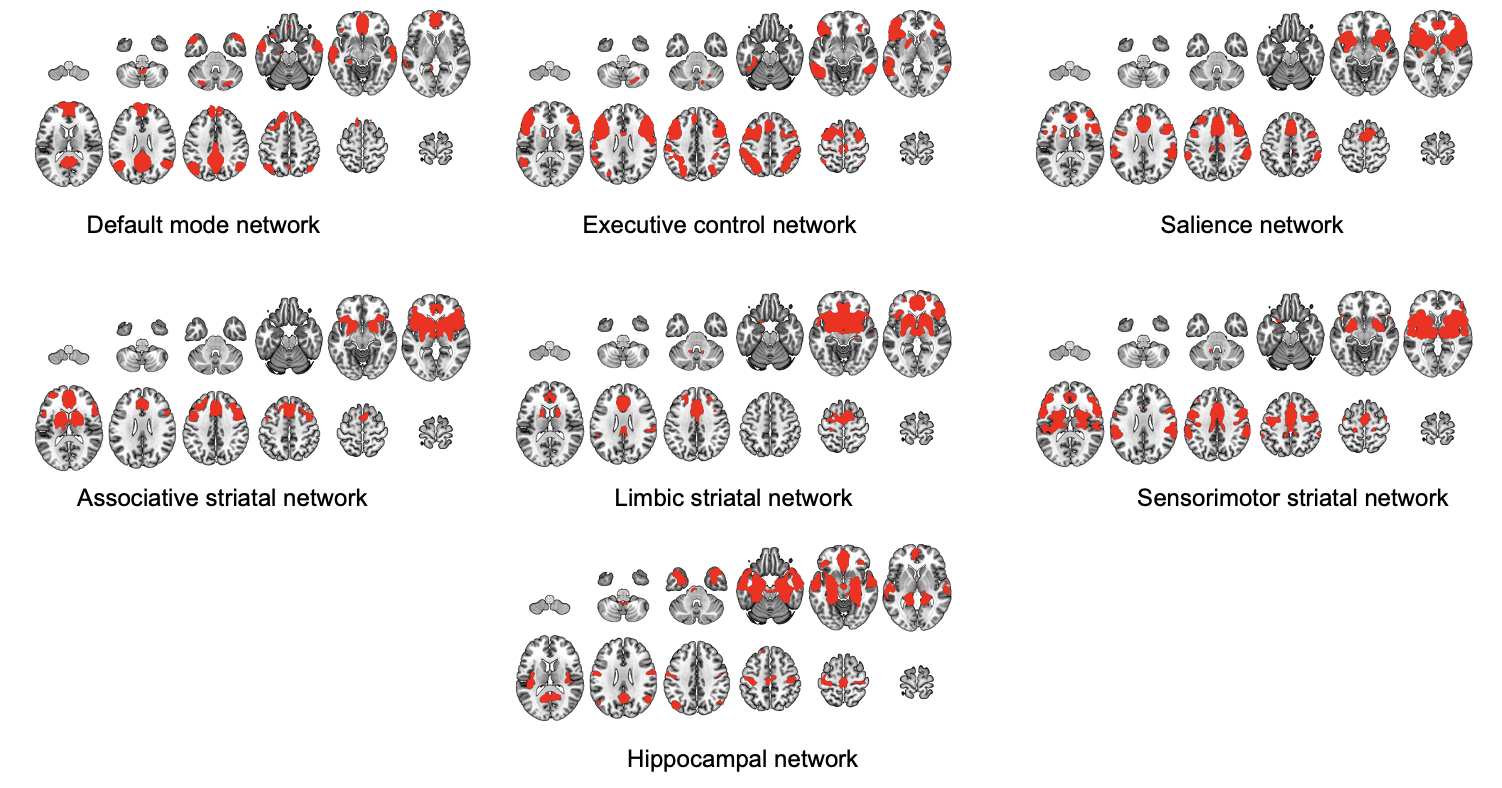 Default mode network
Executive control network
Salience network
Associative striatal network
Limbic striatal network
Sensorimotor striatal network
Hippocampal network